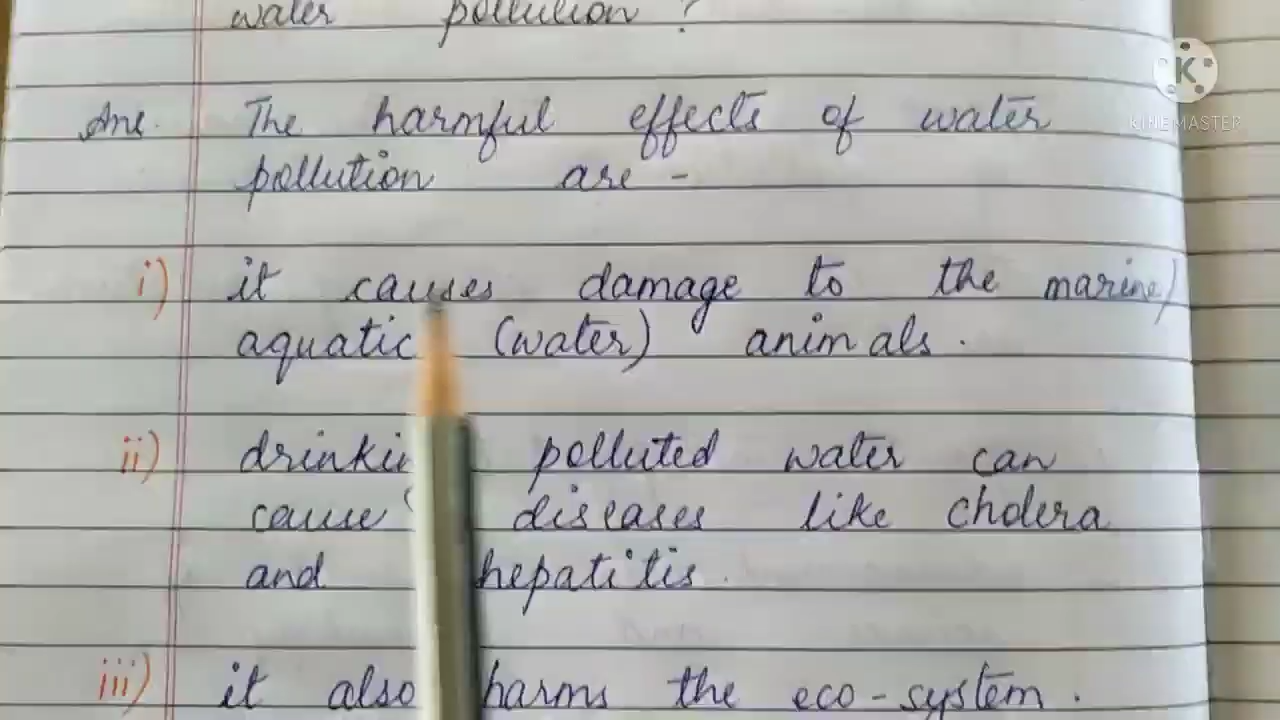 water pollution ?
Ans. The harmful effects of water
pollution are -
i) it causes damage to the marine/
aquatic (water) animals.
ii) drinki polluted water can
cause diseases like cholera
and hepatitis.
iii) it also harms the eco-system.
K
KINEMASTER